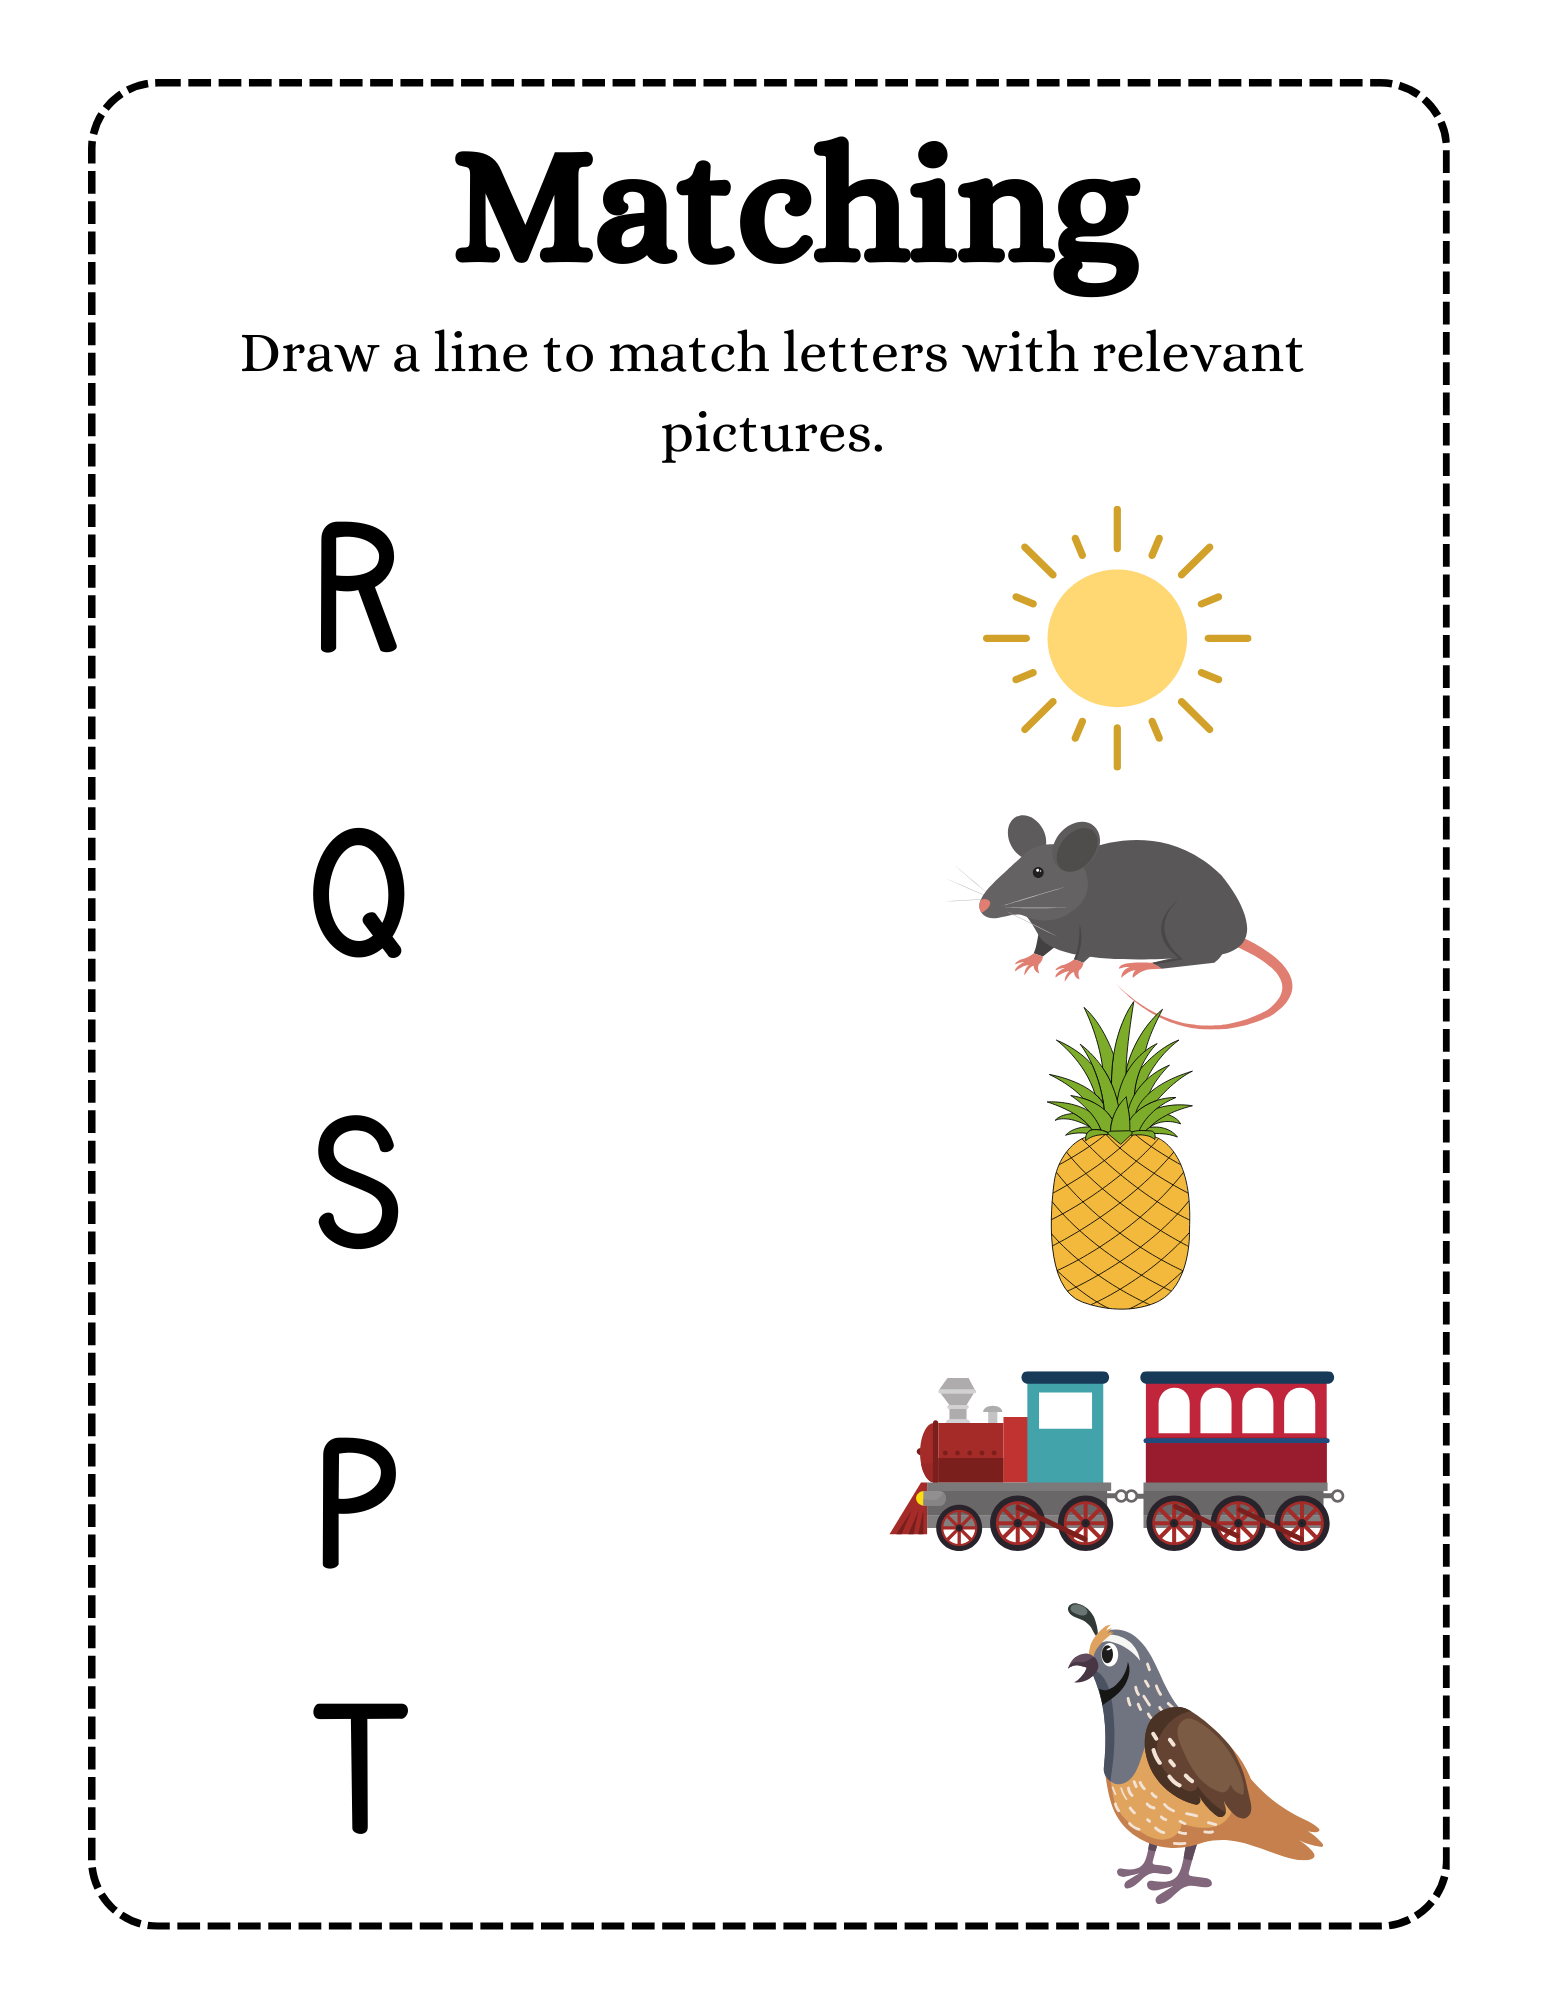 Matching
Draw a line to match letters with relevant
pictures.
R
Q
S
P
T